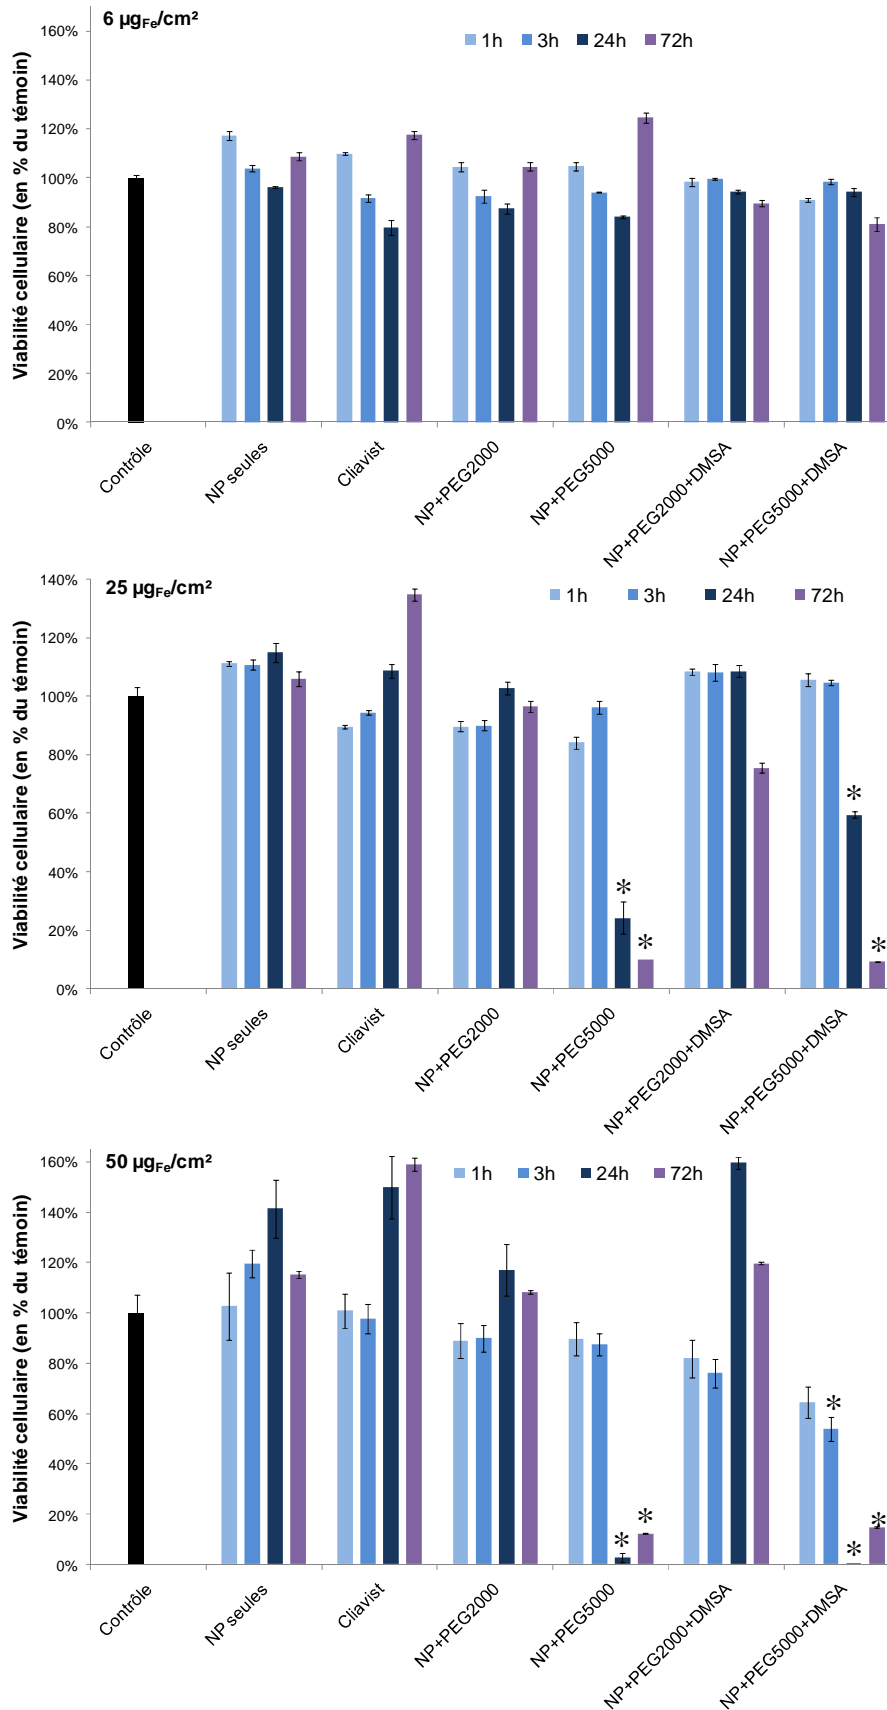 6 µgFe/cm²
1h 3h 24h 72h
Viabilité cellulaire (en % du témoin)
160%
140%
120%
100%
80%
60%
40%
20%
0%
Contrôle
NP seules
Cliavist
NP+PEG2000
NP+PEG5000
NP+PEG2000+DMSA
NP+PEG5000+DMSA
25 µgFe/cm²
1h 3h 24h 72h
Viabilité cellulaire (en % du témoin)
140%
120%
100%
80%
60%
40%
20%
0%
* * * *
Contrôle
NP seules
Cliavist
NP+PEG2000
NP+PEG5000
NP+PEG2000+DMSA
NP+PEG5000+DMSA
50 µgFe/cm²
1h 3h 24h 72h
Viabilité cellulaire (en % du témoin)
160%
140%
120%
100%
80%
60%
40%
20%
0%
* * * * *
Contrôle
NP seules
Cliavist
NP+PEG2000
NP+PEG5000
NP+PEG2000+DMSA
NP+PEG5000+DMSA